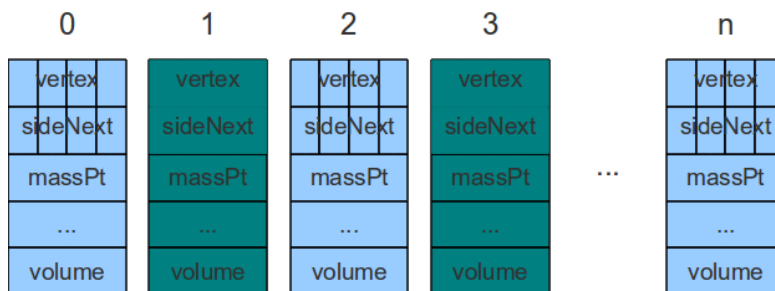 0 1 2 3 n
vertex vertex vertex vertex vertex
sideNext sideNext sideNext sideNext sideNext
massPt massPt massPt massPt ... massPt
... ... ... ... ...
volume volume volume volume volume